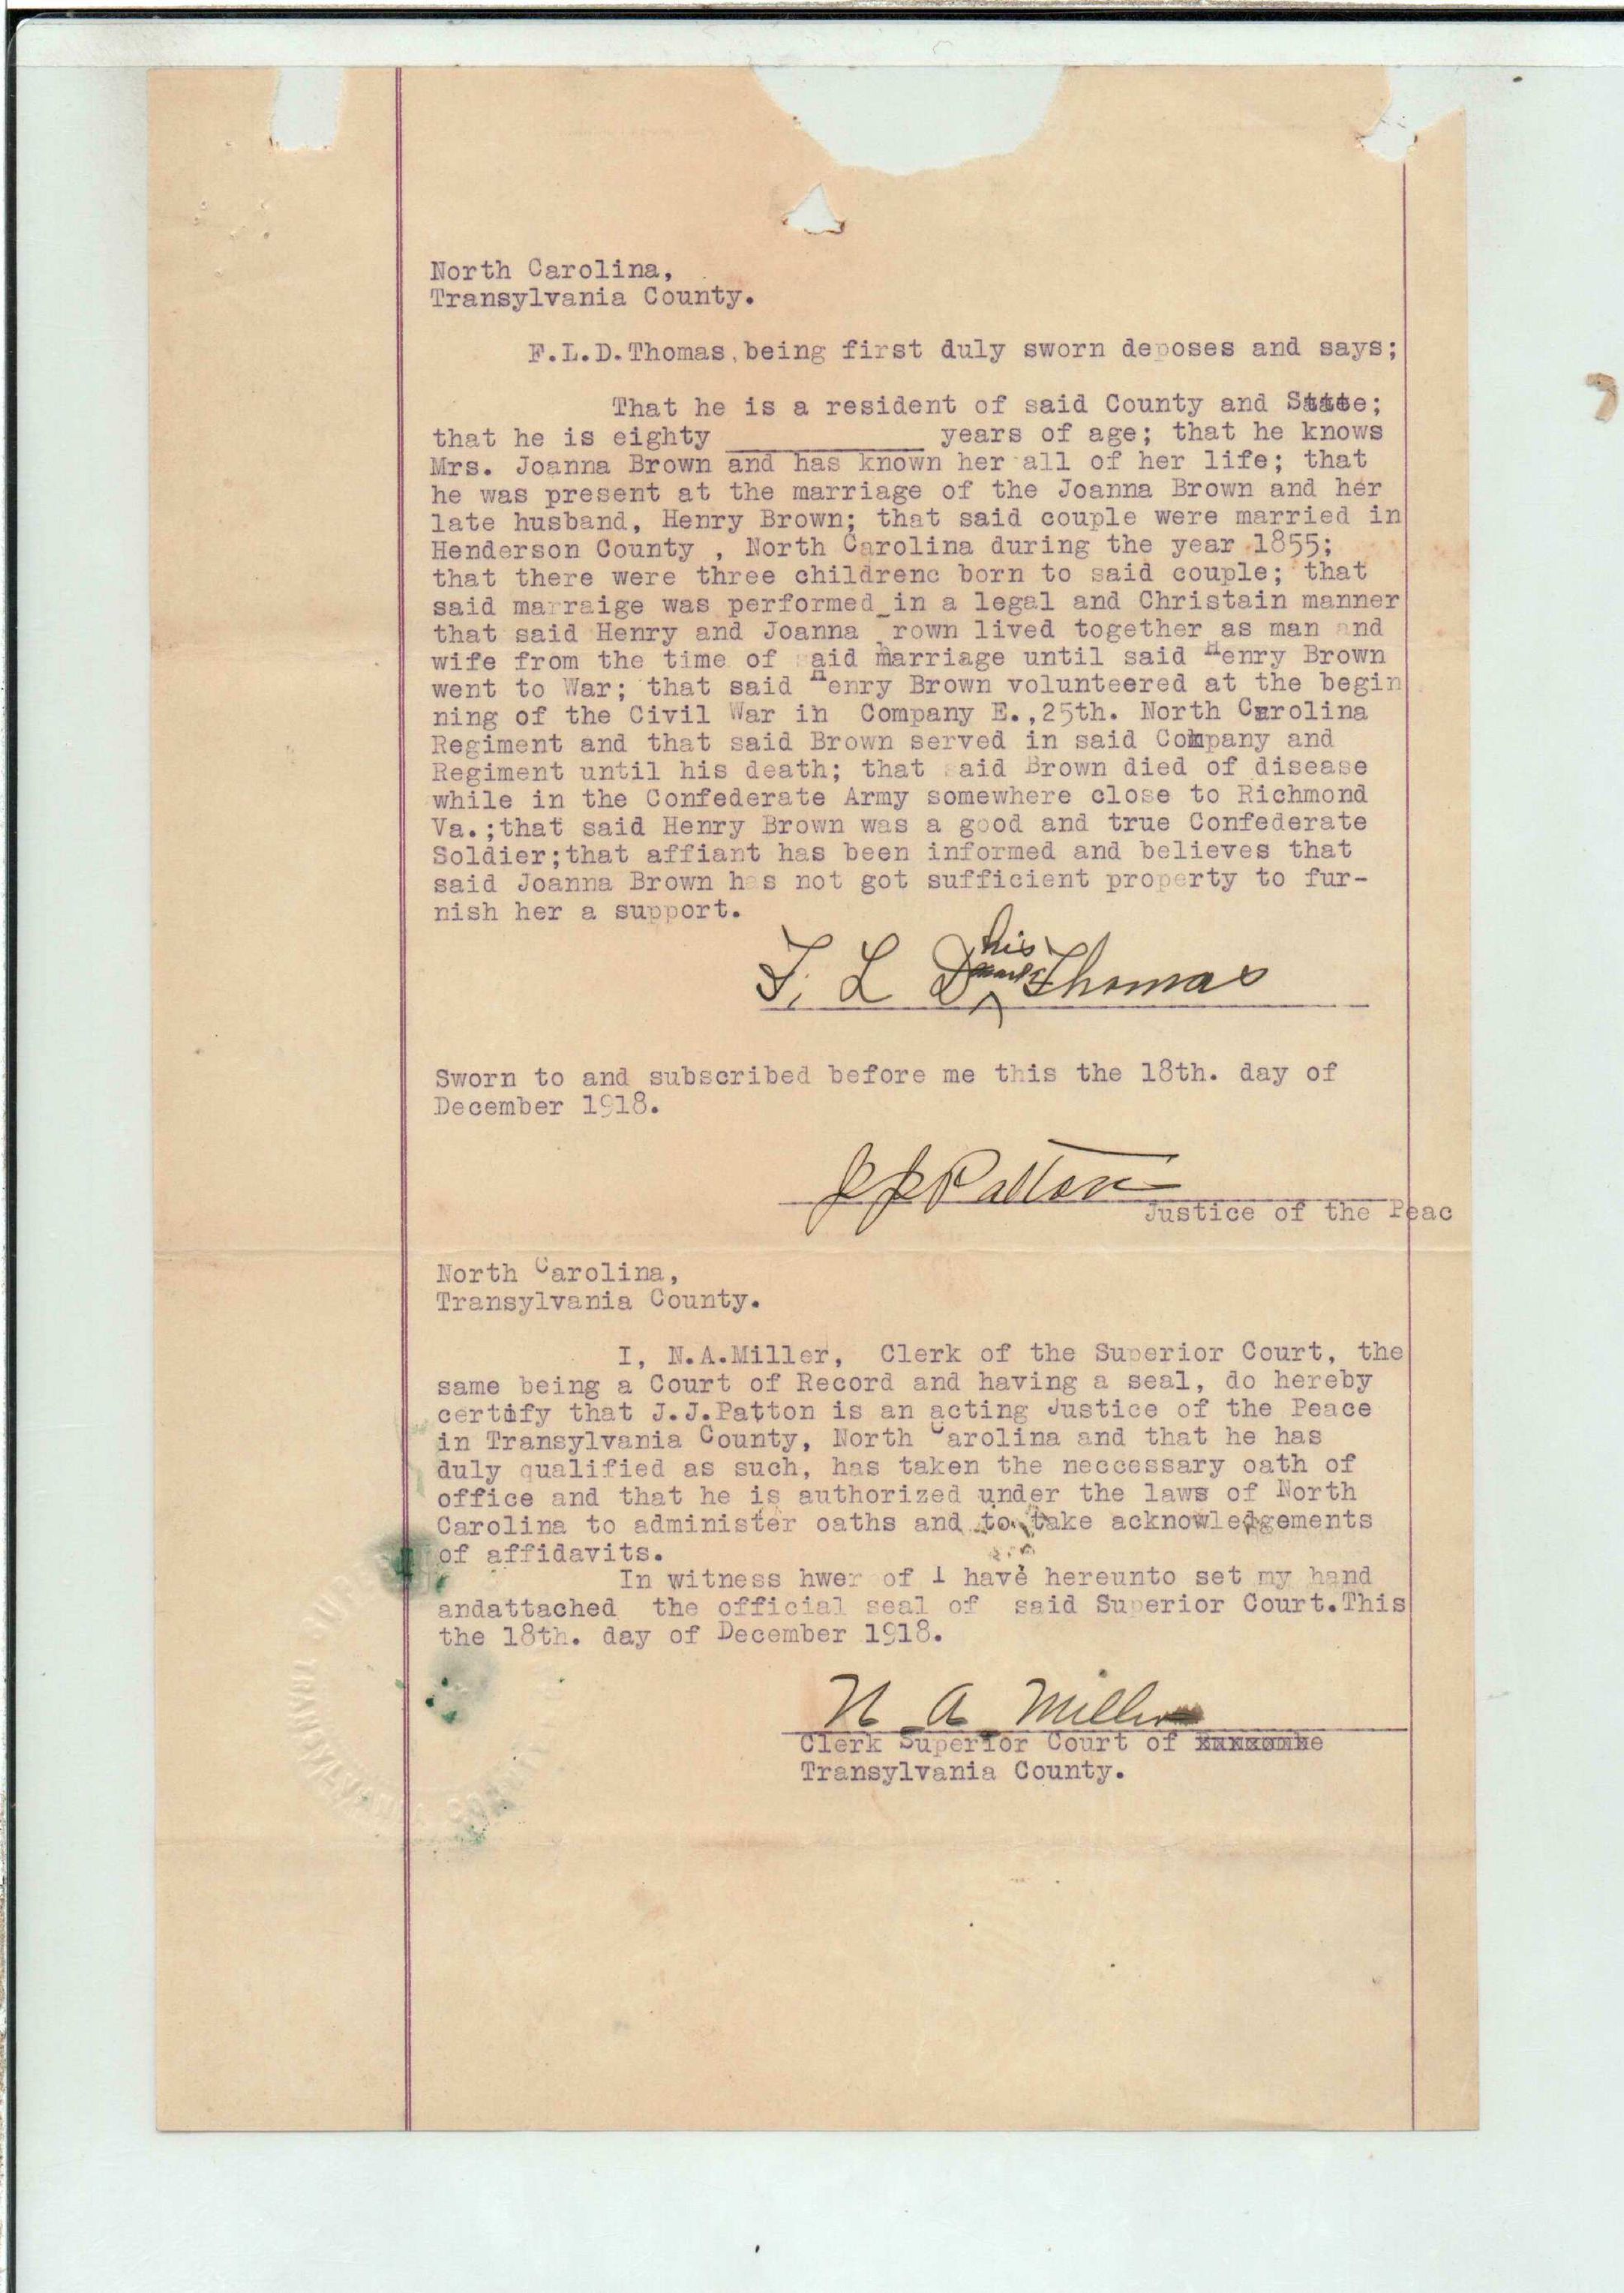 North Carolina,
Transylvania County.
F.L.D.Thomas, being first duly sworn deposes and says;
That he is a resident of said County and State;
that he is eighty ____________ years of age; that he knows
Mrs. Joanna Brown and has known her all of her life; that
he was present at the marriage of the Joanna Brown and her
late husband, Henry Brown; that said couple were married in
Henderson County , North Carolina during the year 1855;
that there were three childrenc born to said couple; that
said marraige was performed in a legal and Christain manner
that said Henry and Joanna rown lived together as man and
wife from the time of said marriage until said Henry Brown
went to War; that said Henry Brown volunteered at the begin
ning of the Civil War in Company E.,25th. North Carolina
Regiment and that said Brown served in said Company and
Regiment until his death; that said Brown died of disease
while in the Confederate Army somewhere close to Richmond
Va.;that said Henry Brown was a good and true Confederate
Soldier;that affiant has been informed and believes that
said Joanna Brown has not got sufficient property to fur-
nish her a support.
his
F. L D mark Thomas
Sworn to and subscribed before me this the 18th. day of
December 1918.
J J Patton
Justice of the Peac
North Carolina,
Transylvania County.
I, N.A.Miller, Clerk of the Superior Court, the
same being a Court of Record and having a seal, do hereby
certify that J.J.Patton is an acting Justice of the Peace
in Transylvania County, North Carolina and that he has
duly qualified as such, has taken the neccessary oath of
office and that he is authorized under the laws of North
Carolina to administer oaths and to take acknowledgements
of affidavits.
In witness hwer of I have hereunto set my hand
andattached the official seal of said Superior Court.This
the 18th. day of December 1918.
N A Miller
Clerk Superior Court of
Transylvania County.
TRANSYLVANIA COUNTY